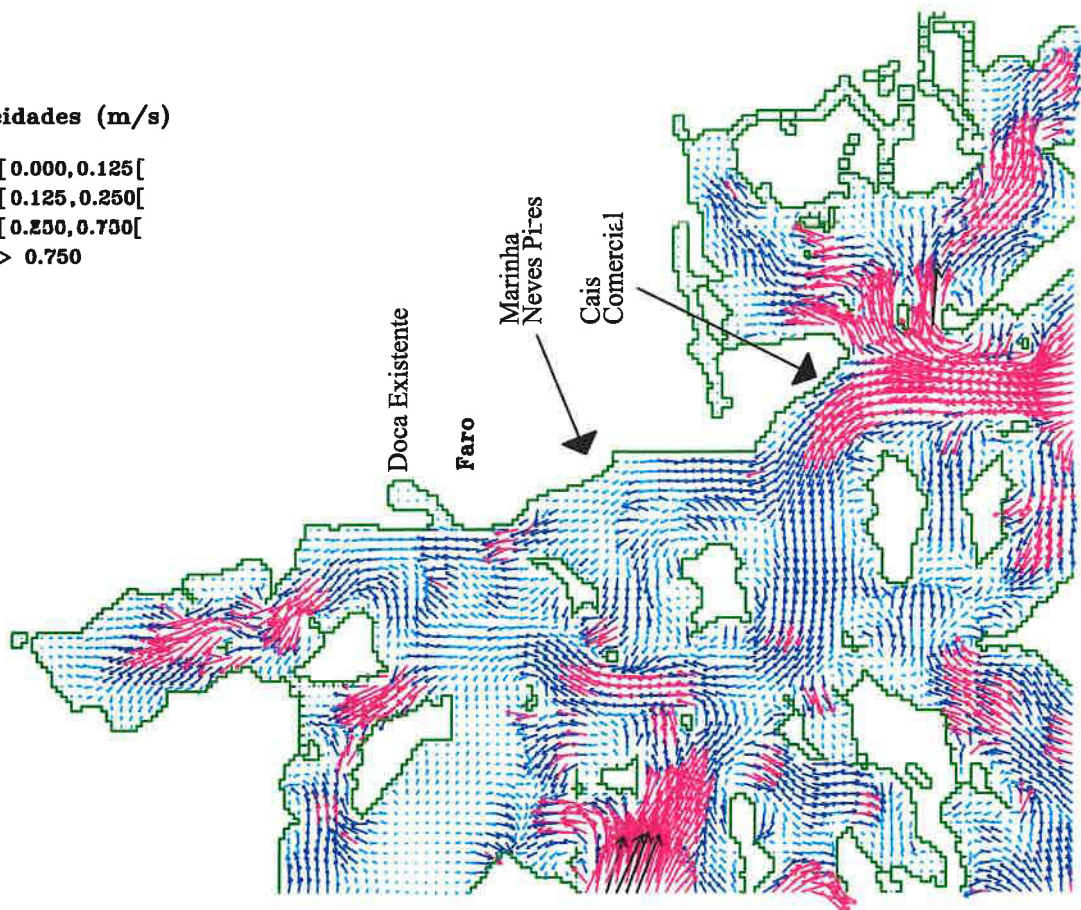 cidades (m/s)
[ 0.000, 0.125 [
[ 0.125, 0.250 [
[ 0.250, 0.750 [
> 0.750
Doca Existente
Faro
Marinha
Neves Pires
Cais
Comercial